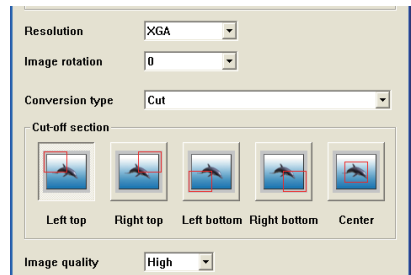 Resolution XGA
Image rotation 0
Conversion type Cut
Cut-off section
Left top Right top Left bottom Right bottom Center
Image quality High